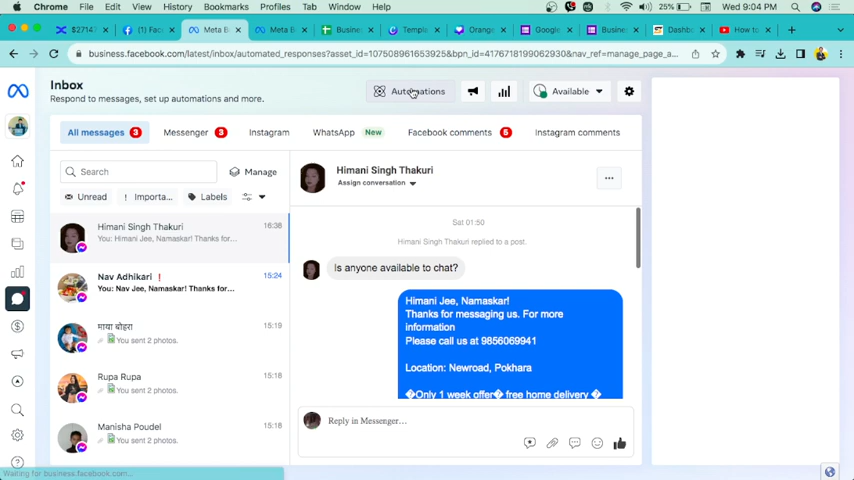 Chrome File Edit View History Bookmarks Profiles Tab Window Help 25% Wed 9:04 PM
$2714 Fac Meta B Meta B Busine Templ Orange Google Busine Dashb How to
business.facebook.com/latest/inbox/automated_responses?asset_id=107508961653925&bpn_id=4176718199062930&nav_ref=manage_page_a...
Inbox
Respond to messages, set up automations and more.
Automations
Available
All messages 3 Messenger 3 Instagram WhatsApp New Facebook comments 5 Instagram comments
Search
Manage
Unread ! Importa... Labels
Himani Singh Thakuri 16:38
You: Himani Jee, Namaskar! Thanks for...
Nav Adhikari ! 15:24
You: Nav Jee, Namaskar! Thanks for...
माया बोहरा 15:19
You sent 2 photos.
Rupa Rupa 15:18
You sent 2 photos.
Manisha Poudel 15:18
You sent 2 photos.
Himani Singh Thakuri
Assign conversation
Sat 01:50
Himani Singh Thakuri replied to a post.
Is anyone available to chat?
Himani Jee, Namaskar!
Thanks for messaging us. For more
information
Please call us at 9856069941
Location: Newroad, Pokhara
�Only 1 week offer� free home delivery �
Reply in Messenger...
Waiting for business.facebook.com...